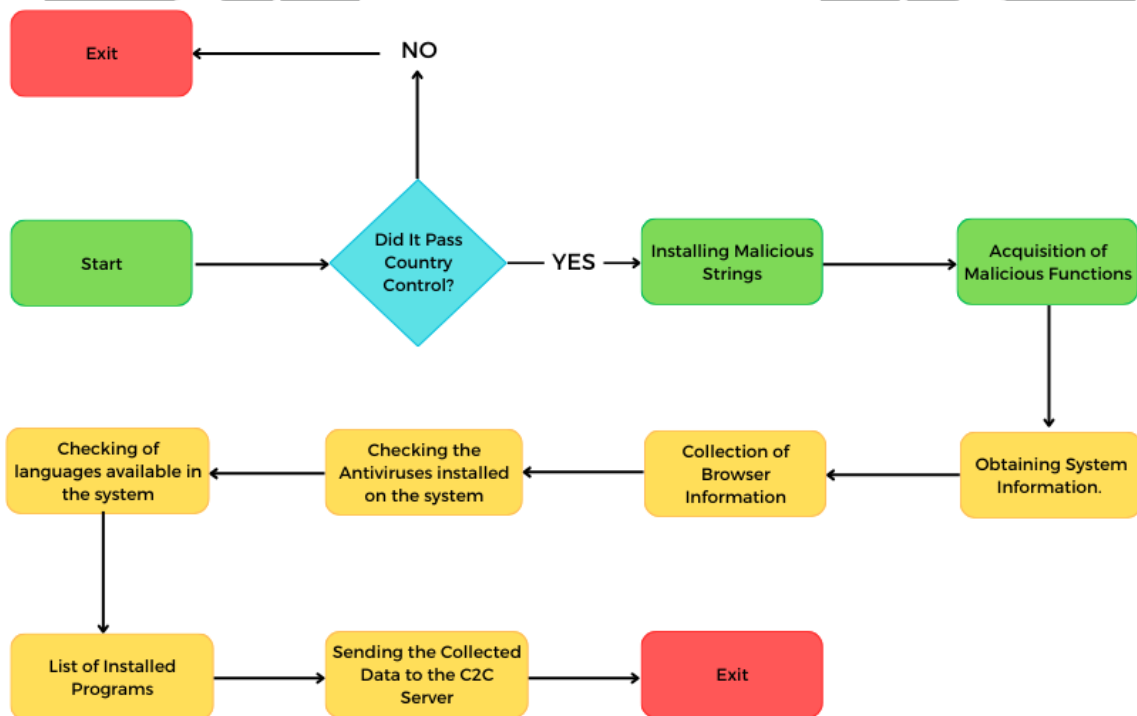 Exit
NO
Start
Did It Pass
Country
Control?
YES
Installing Malicious
Strings
Acquisition of
Malicious Functions
Checking of
languages available in
the system
Checking the
Antiviruses installed
on the system
Collection of
Browser
Information
Obtaining System
Information.
List of Installed
Programs
Sending the Collected
Data to the C2C
Server
Exit